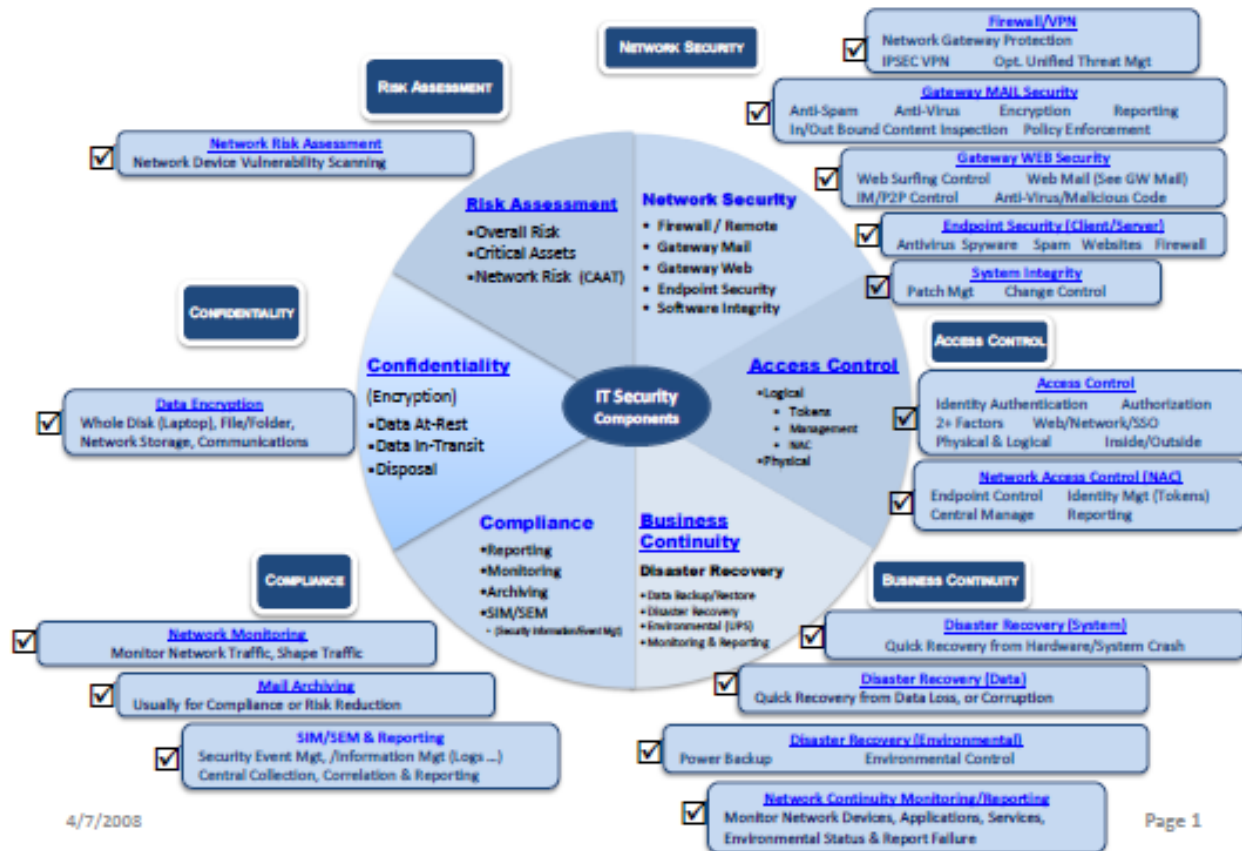 NETWORK SECURITY
Firewall/VPN
Network Gateway Protection
IPSEC VPN Opt. Unified Threat Mgt
Gateway MAIL Security
Anti-Spam Anti-Virus Encryption Reporting
In/Out Bound Content Inspection Policy Enforcement
Gateway WEB Security
Web Surfing Control Web Mail (See GW Mail)
IM/P2P Control Anti-Virus/Malicious Code
Endpoint Security (Client/Server)
Antivirus Spyware Spam Websites Firewall
System Integrity
Patch Mgt Change Control
RISK ASSESSMENT
Network Risk Assessment
Network Device Vulnerability Scanning
Risk Assessment
•Overall Risk
•Critical Assets
•Network Risk (CAAT)
Network Security
• Firewall / Remote
• Gateway Mail
• Gateway Web
• Endpoint Security
• Software Integrity
CONFIDENTIALITY
Data Encryption
Whole Disk (Laptop), File/Folder,
Network Storage, Communications
Confidentiality
(Encryption)
•Data At-Rest
•Data In-Transit
•Disposal
IT Security
Components
Access Control
•Logical
• Tokens
• Management
• NAC
•Physical
ACCESS CONTROL
Access Control
Identity Authentication Authorization
2+ Factors Web/Network/SSO
Physical & Logical Inside/Outside
Network Access Control (NAC)
Endpoint Control Identity Mgt (Tokens)
Central Manage Reporting
Compliance
•Reporting
•Monitoring
•Archiving
•SIM/SEM
- (Security Information/Event Mgt)
Business
Continuity
Disaster Recovery
•Data Backup/Restore
•Disaster Recovery
•Environmental (UPS)
•Monitoring & Reporting
COMPLIANCE
Network Monitoring
Monitor Network Traffic, Shape Traffic
Mail Archiving
Usually for Compliance or Risk Reduction
SIM/SEM & Reporting
Security Event Mgt, /Information Mgt (Logs ...)
Central Collection, Correlation & Reporting
BUSINESS CONTINUITY
Disaster Recovery (System)
Quick Recovery from Hardware/System Crash
Disaster Recovery (Data)
Quick Recovery from Data Loss, or Corruption
Disaster Recovery (Environmental)
Power Backup Environmental Control
Network Continuity Monitoring/Reporting
Monitor Network Devices, Applications, Services,
Environmental Status & Report Failure
4/7/2008
Page 1